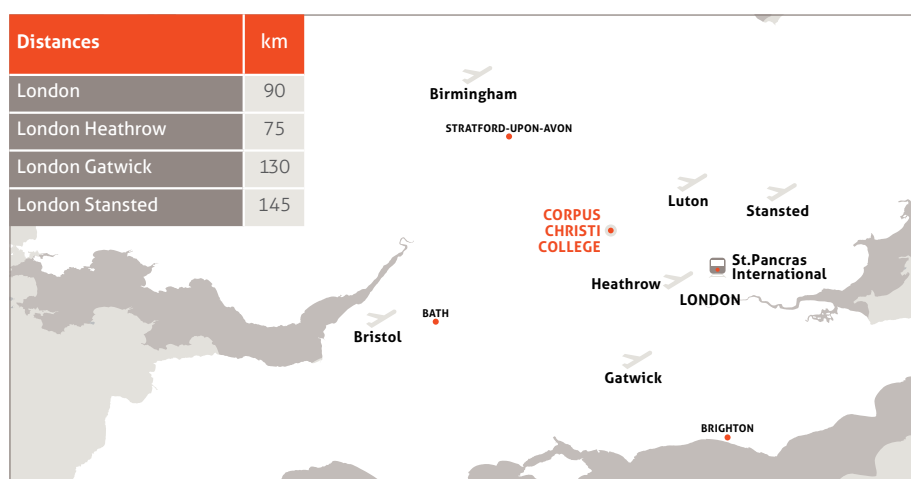 Distances km
London 90
London Heathrow 75
London Gatwick 130
London Stansted 145
Birmingham
STRATFORD-UPON-AVON
Luton
Stansted
CORPUS
CHRISTI
COLLEGE
St.Pancras
International
Heathrow
LONDON
BATH
Bristol
Gatwick
BRIGHTON